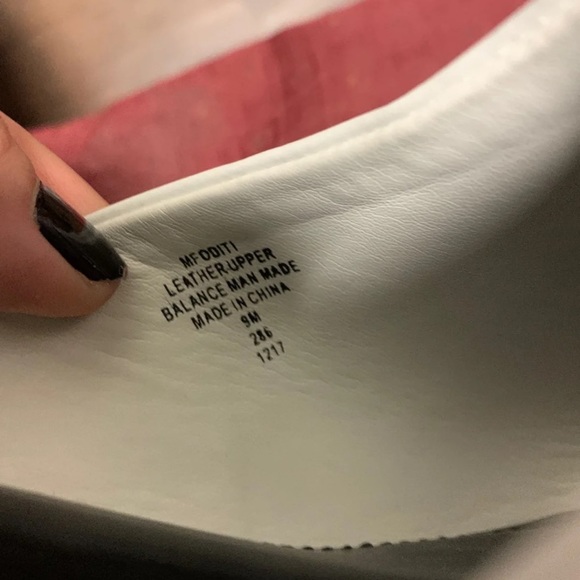 MFODITI
LEATHER UPPER
BALANCE MAN MADE
MADE IN CHINA
9M
286
1217